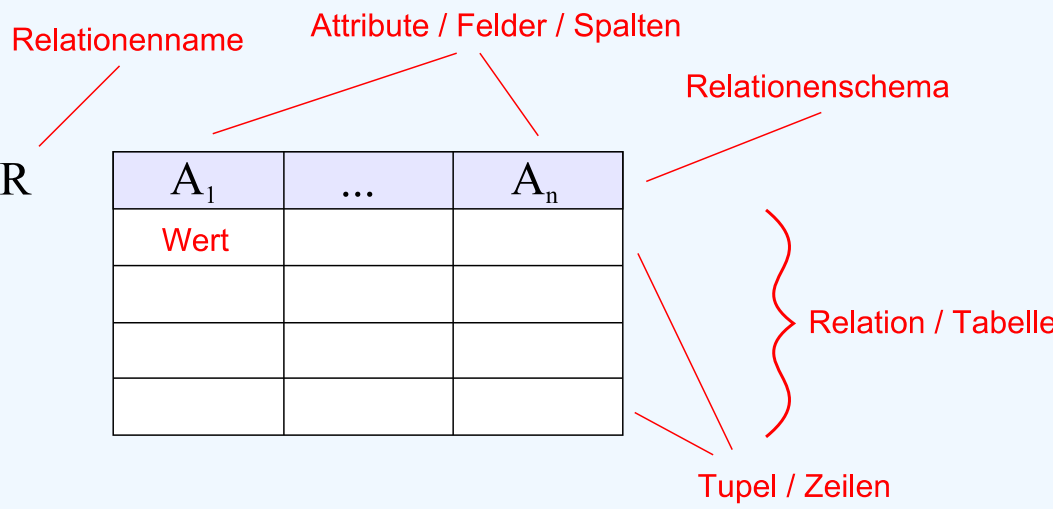 Relationenname
Attribute / Felder / Spalten
Relationenschema
R
A1 ... An
Wert
Relation / Tabelle
Tupel / Zeilen